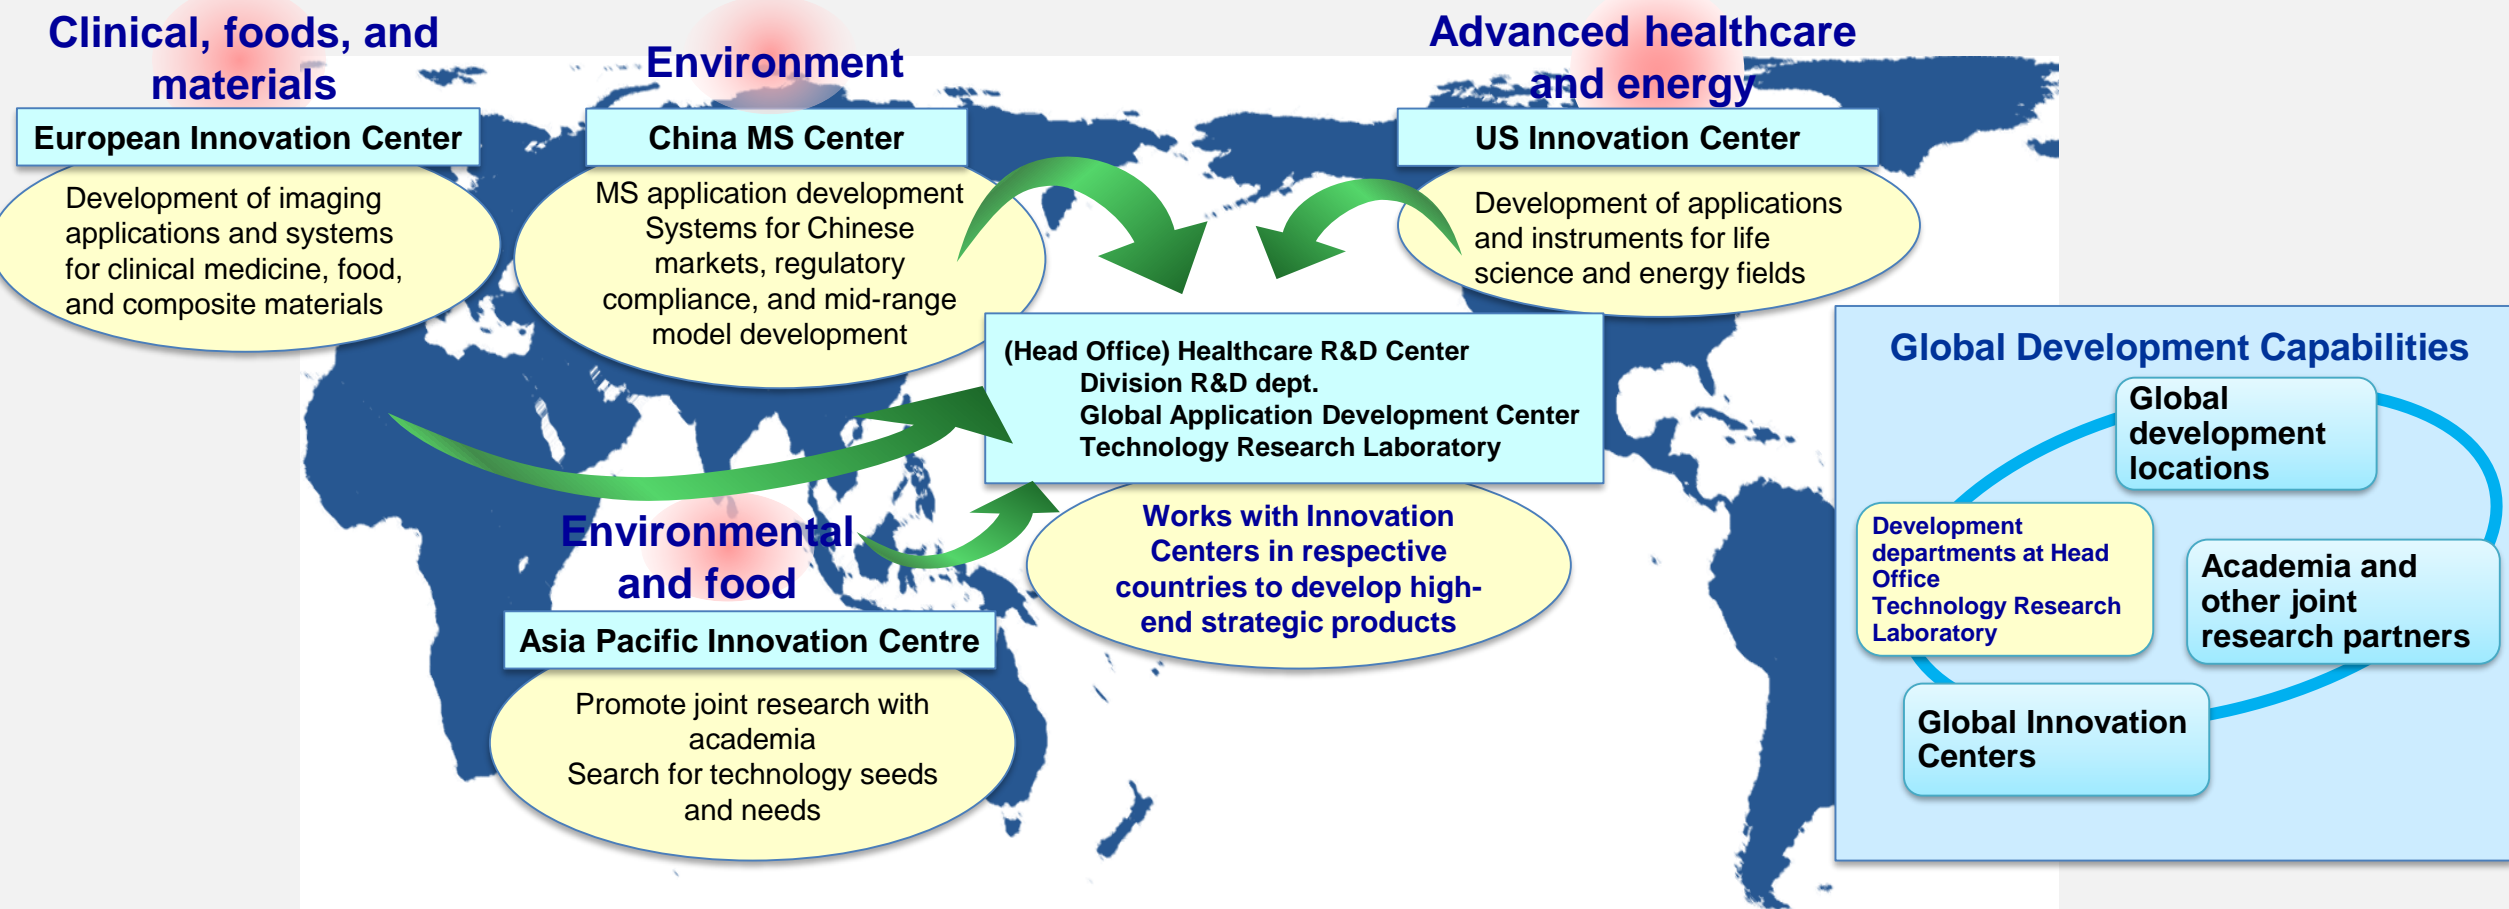 Clinical, foods, and
materials
European Innovation Center
Development of imaging
applications and systems
for clinical medicine, food,
and composite materials
Environment
China MS Center
MS application development
Systems for Chinese
markets, regulatory
compliance, and mid-range
model development
Advanced healthcare
and energy
US Innovation Center
Development of applications
and instruments for life
science and energy fields
(Head Office) Healthcare R&D Center
Division R&D dept.
Global Application Development Center
Technology Research Laboratory
Works with Innovation
Centers in respective
countries to develop high-
end strategic products
Environmental
and food
Asia Pacific Innovation Centre
Promote joint research with
academia
Search for technology seeds
and needs
Global Development Capabilities
Global
development
locations
Development
departments at Head
Office
Technology Research
Laboratory
Academia and
other joint
research partners
Global Innovation
Centers